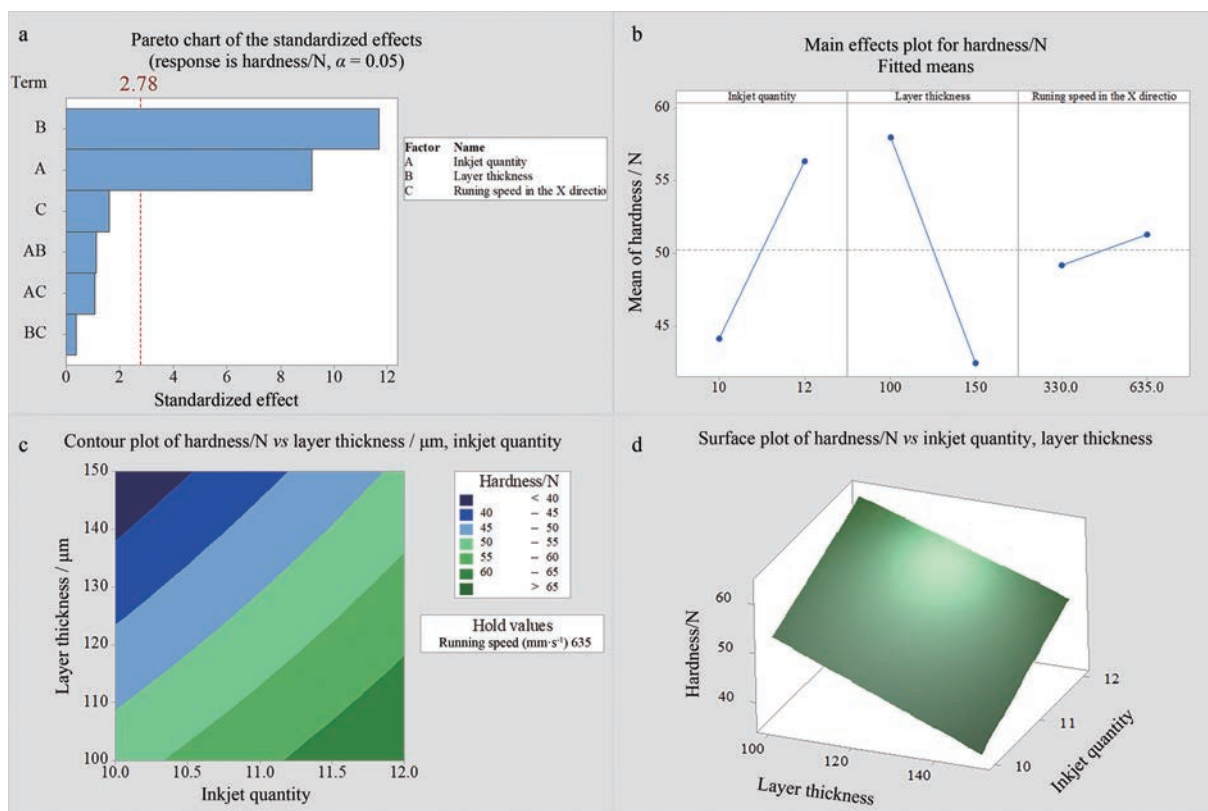 a
Pareto chart of the standardized effects
(response is hardness/N, α = 0.05)
Term
2.78
B
A
C
AB
AC
BC
0 2 4 6 8 10 12
Standardized effect
Factor Name
A Inkjet quantity
B Layer thickness
C Runing speed in the X directio
b
Main effects plot for hardness/N
Fitted means
Inkjet quantity Layer thickness Runing speed in the X directio
Mean of hardness / N
60
55
50
45
10 12 100 150 330.0 635.0
c
Contour plot of hardness/N vs layer thickness / μm, inkjet quantity
Layer thickness / μm
150
140
130
120
110
100
10.0 10.5 11.0 11.5 12.0
Inkjet quantity
Hardness/N
< 40
40 – 45
45 – 50
50 – 55
55 – 60
60 – 65
> 65
Hold values
Running speed (mm·s⁻¹) 635
d
Surface plot of hardness/N vs inkjet quantity, layer thickness
Hardness/N
60
50
40
100 120 140
Layer thickness
10 11 12
Inkjet quantity